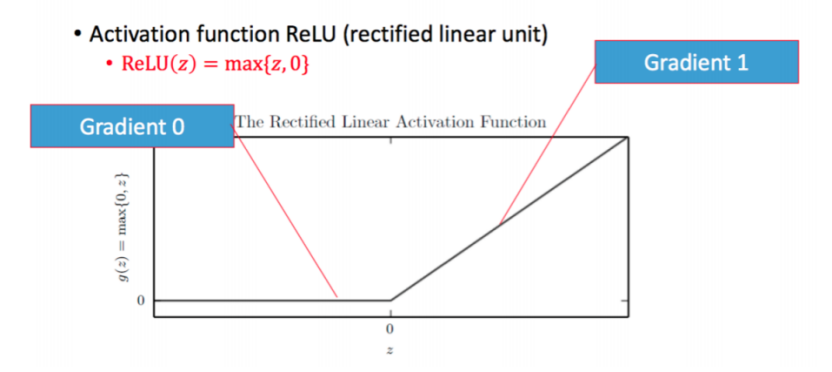 • Activation function ReLU (rectified linear unit)
• ReLU(z) = max{z, 0}
Gradient 1
Gradient 0
The Rectified Linear Activation Function
g(z) = max{0, z}
0
0
z